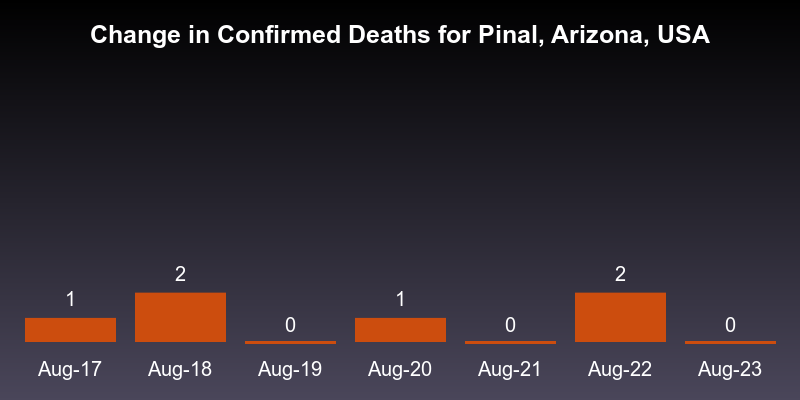 Change in Confirmed Deaths for Pinal, Arizona, USA
1 2 0 1 0 2 0
Aug-17 Aug-18 Aug-19 Aug-20 Aug-21 Aug-22 Aug-23